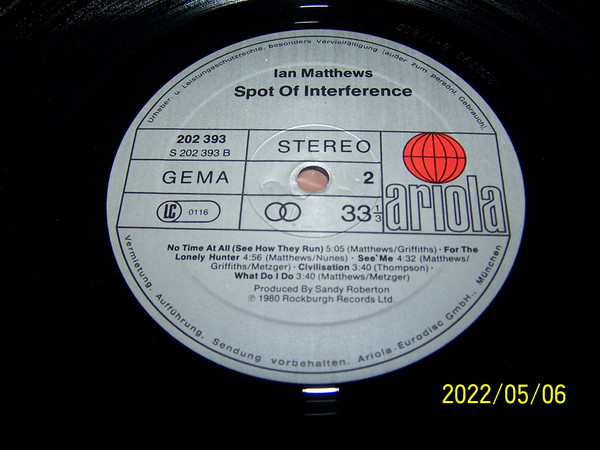 Urheber- u. Leistungsschutzrechte, besonders Vervielfältigung (außer zum persönl. Gebrauch),
Ian Matthews
Spot Of Interference
202 393
S 202 393 B
STEREO
GEMA
2
ariola
LC 0116
33 1/3
No Time At All (See How They Run) 5:05 (Matthews/Griffiths) · For The
Lonely Hunter 4:56 (Matthews/Nunes) · See`Me 4:32 (Matthews/
Griffiths/Metzger) · Civilisation 3:40 (Thompson) ·
What Do I Do 3:40 (Matthews/Metzger)
Produced By Sandy Roberton
℗ 1980 Rockburgh Records Ltd.
Vermietung, Aufführung, Sendung vorbehalten. Ariola-Eurodisc GmbH., München
2022/05/06